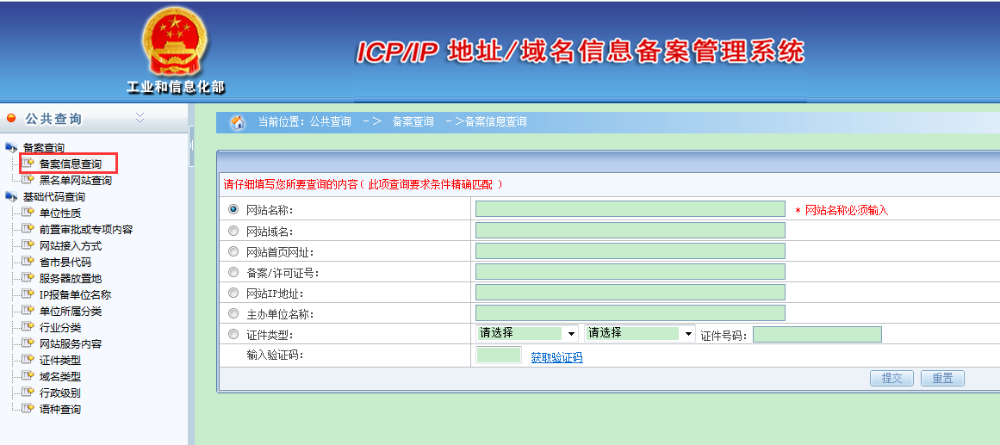 ICP/IP 地址/域名信息备案管理系统
工业和信息化部
公共查询
当前位置：公共查询 －＞ 备案查询 －＞备案信息查询
备案查询
备案信息查询
黑名单网站查询
基础代码查询
单位性质
前置审批或专项内容
网站接入方式
省市县代码
服务器放置地
IP报备单位名称
单位所属分类
行业分类
网站服务内容
证件类型
域名类型
行政级别
语种查询
请仔细填写您所要查询的内容（ 此项查询要求条件精确匹配 ）
网站名称： * 网站名称必须输入
网站域名：
网站首页网址：
备案/许可证号：
网站IP地址：
主办单位名称：
证件类型： 请选择 请选择 证件号码：
输入验证码： 获取验证码
提交 重置